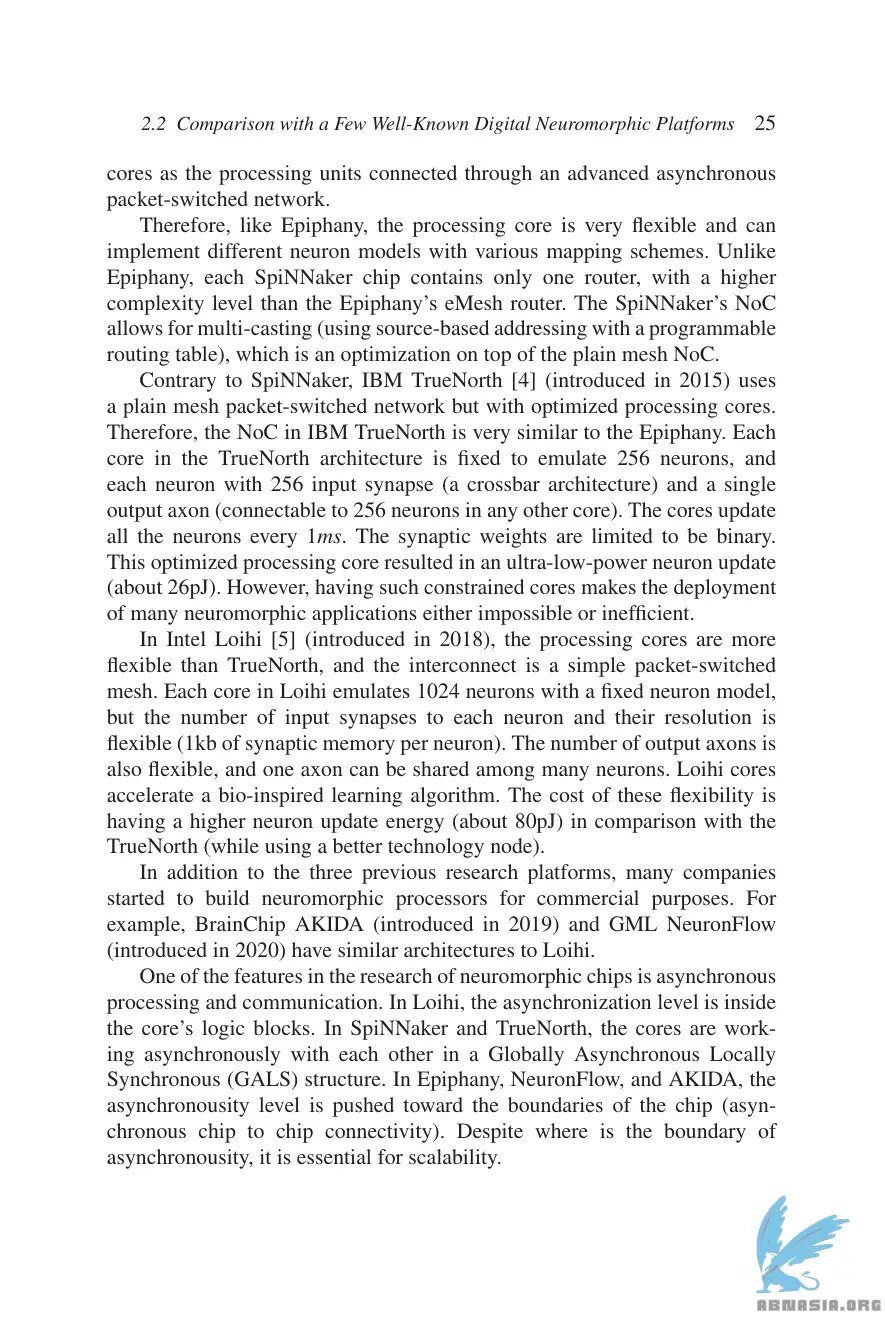 2.2 Comparison with a Few Well-Known Digital Neuromorphic Platforms 25
cores as the processing units connected through an advanced asynchronous
packet-switched network.
Therefore, like Epiphany, the processing core is very flexible and can
implement different neuron models with various mapping schemes. Unlike
Epiphany, each SpiNNaker chip contains only one router, with a higher
complexity level than the Epiphany's eMesh router. The SpiNNaker's NoC
allows for multi-casting (using source-based addressing with a programmable
routing table), which is an optimization on top of the plain mesh NoC.
Contrary to SpiNNaker, IBM TrueNorth [4] (introduced in 2015) uses
a plain mesh packet-switched network but with optimized processing cores.
Therefore, the NoC in IBM TrueNorth is very similar to the Epiphany. Each
core in the TrueNorth architecture is fixed to emulate 256 neurons, and
each neuron with 256 input synapse (a crossbar architecture) and a single
output axon (connectable to 256 neurons in any other core). The cores update
all the neurons every 1ms. The synaptic weights are limited to be binary.
This optimized processing core resulted in an ultra-low-power neuron update
(about 26pJ). However, having such constrained cores makes the deployment
of many neuromorphic applications either impossible or inefficient.
In Intel Loihi [5] (introduced in 2018), the processing cores are more
flexible than TrueNorth, and the interconnect is a simple packet-switched
mesh. Each core in Loihi emulates 1024 neurons with a fixed neuron model,
but the number of input synapses to each neuron and their resolution is
flexible (1kb of synaptic memory per neuron). The number of output axons is
also flexible, and one axon can be shared among many neurons. Loihi cores
accelerate a bio-inspired learning algorithm. The cost of these flexibility is
having a higher neuron update energy (about 80pJ) in comparison with the
TrueNorth (while using a better technology node).
In addition to the three previous research platforms, many companies
started to build neuromorphic processors for commercial purposes. For
example, BrainChip AKIDA (introduced in 2019) and GML NeuronFlow
(introduced in 2020) have similar architectures to Loihi.
One of the features in the research of neuromorphic chips is asynchronous
processing and communication. In Loihi, the asynchronization level is inside
the core's logic blocks. In SpiNNaker and TrueNorth, the cores are work-
ing asynchronously with each other in a Globally Asynchronous Locally
Synchronous (GALS) structure. In Epiphany, NeuronFlow, and AKIDA, the
asynchronousity level is pushed toward the boundaries of the chip (asyn-
chronous chip to chip connectivity). Despite where is the boundary of
asynchronousity, it is essential for scalability.
ABNASIA.ORG